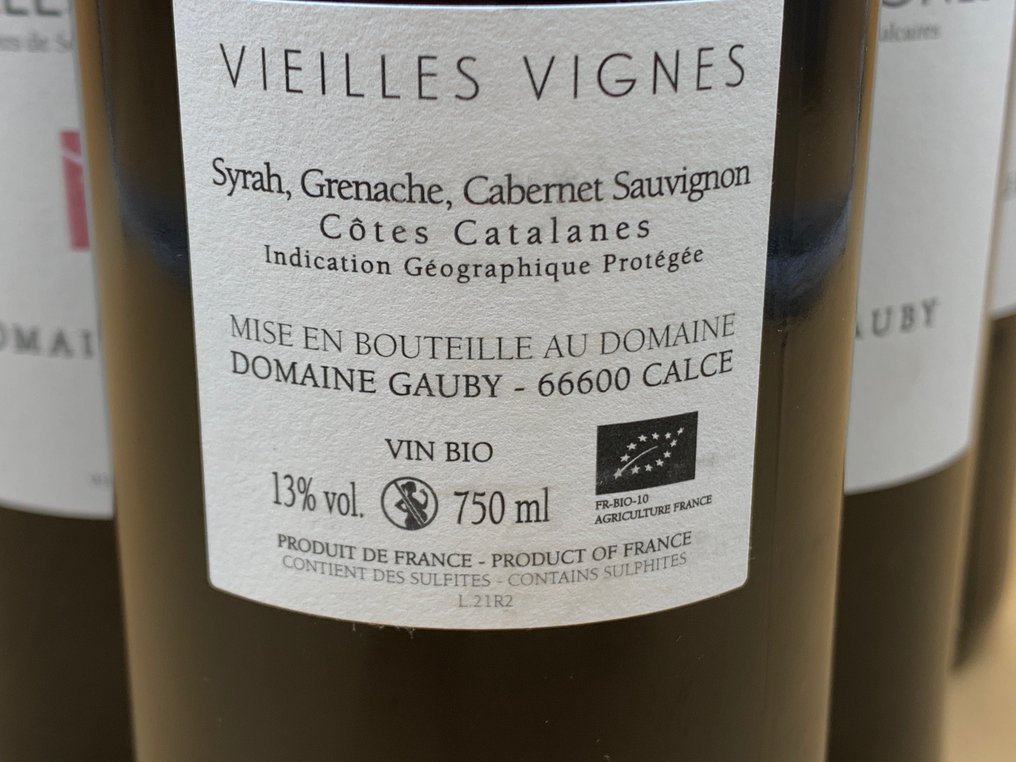 VIEILLES VIGNES
Syrah, Grenache, Cabernet Sauvignon
Côtes Catalanes
Indication Géographique Protégée
MISE EN BOUTEILLE AU DOMAINE
DOMAINE GAUBY - 66600 CALCE
VIN BIO
13% vol. 750 ml
FR-BIO-10
AGRICULTURE FRANCE
PRODUIT DE FRANCE - PRODUCT OF FRANCE
CONTIENT DES SULFITES - CONTAINS SULPHITES
L.21R2